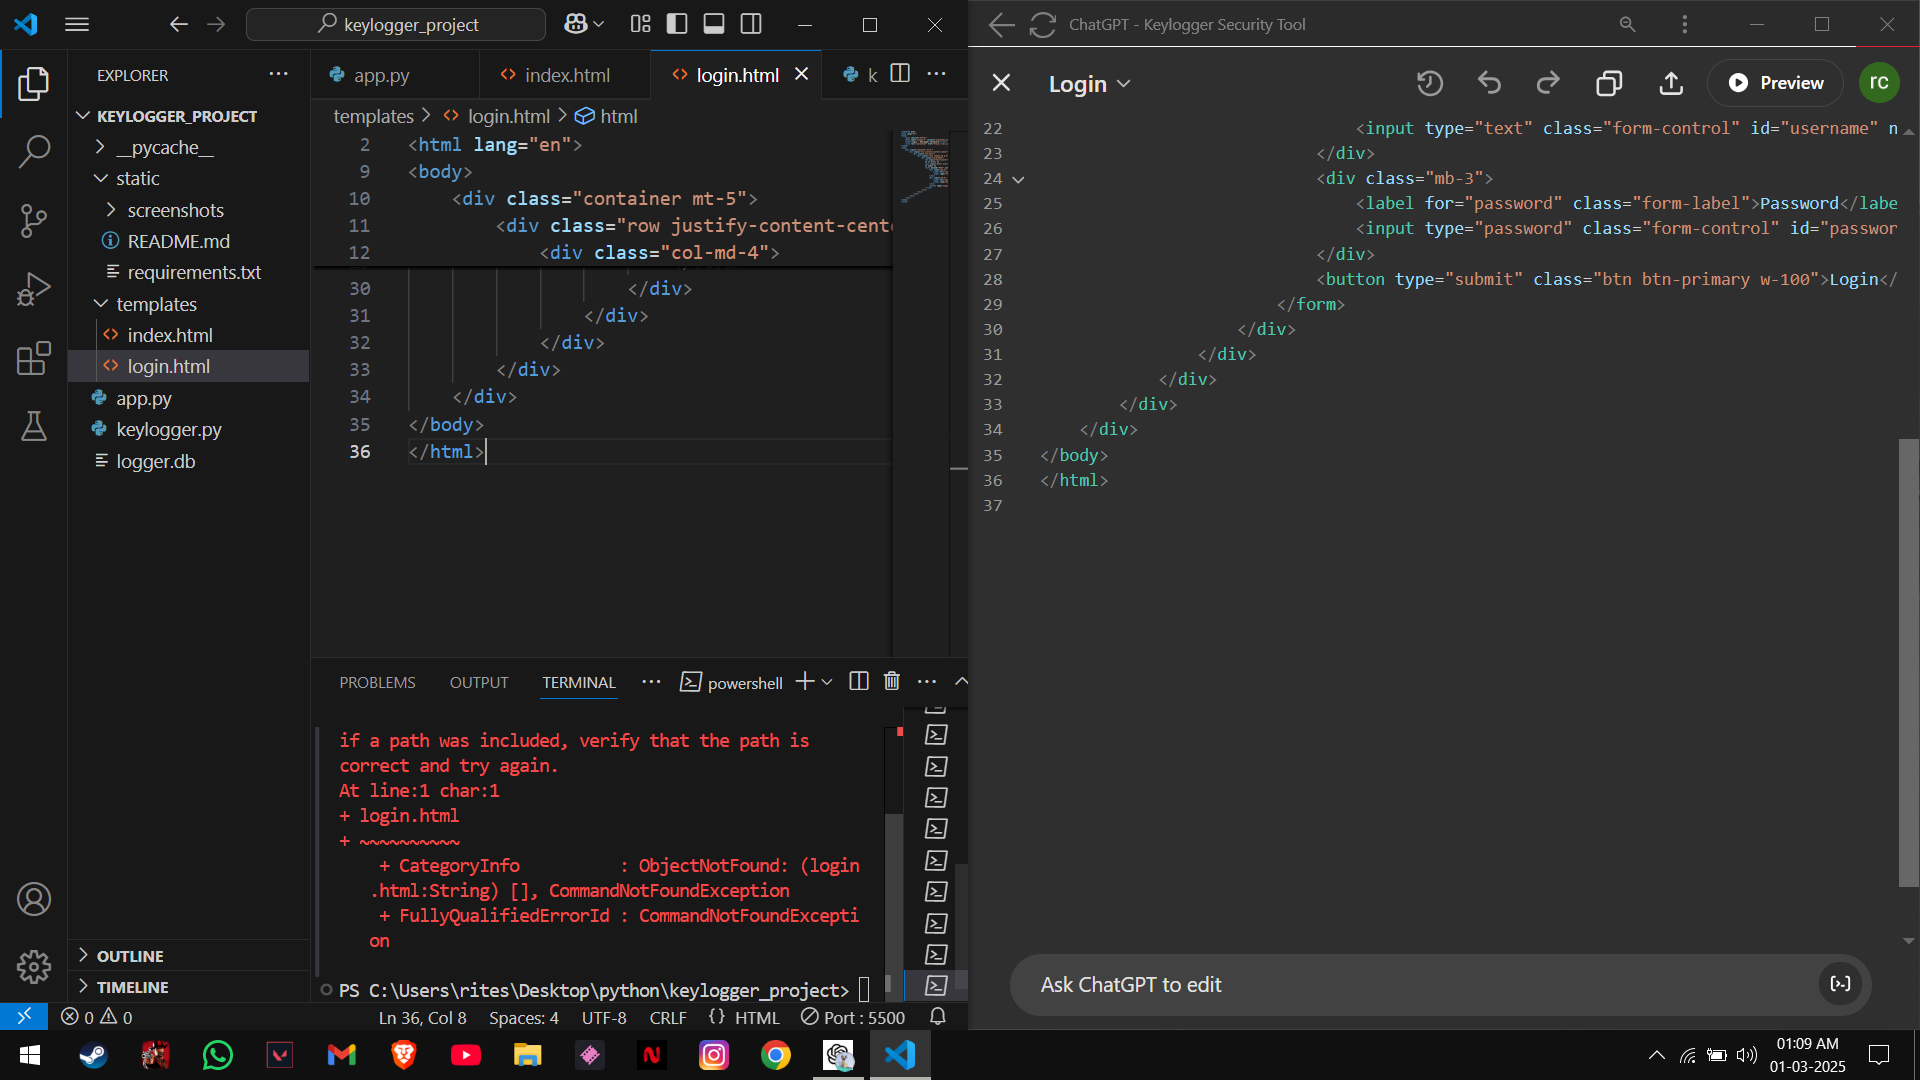 keylogger_project
EXPLORER
KEYLOGGER_PROJECT
__pycache__
static
screenshots
README.md
requirements.txt
templates
index.html
login.html
app.py
keylogger.py
logger.db
OUTLINE
TIMELINE
app.py
index.html
login.html
k
templates > login.html > html
2 <html lang="en">
9 <body>
10 <div class="container mt-5">
11 <div class="row justify-content-cent
12 <div class="col-md-4">
30 </div>
31 </div>
32 </div>
33 </div>
34 </div>
35 </body>
36 </html>
PROBLEMS OUTPUT TERMINAL powershell
if a path was included, verify that the path is
correct and try again.
At line:1 char:1
+ login.html
+ ~~~~~~~~~~
+ CategoryInfo : ObjectNotFound: (login
.html:String) [], CommandNotFoundException
+ FullyQualifiedErrorId : CommandNotFoundExcepti
on
PS C:\Users\rites\Desktop\python\keylogger_project>
0 0 Ln 36, Col 8 Spaces: 4 UTF-8 CRLF {} HTML Port : 5500
ChatGPT - Keylogger Security Tool
Login Preview rc
22 <input type="text" class="form-control" id="username" n
23 </div>
24 <div class="mb-3">
25 <label for="password" class="form-label">Password</labe
26 <input type="password" class="form-control" id="passwor
27 </div>
28 <button type="submit" class="btn btn-primary w-100">Login</
29 </form>
30 </div>
31 </div>
32 </div>
33 </div>
34 </div>
35 </body>
36 </html>
37
Ask ChatGPT to edit
01:09 AM
01-03-2025